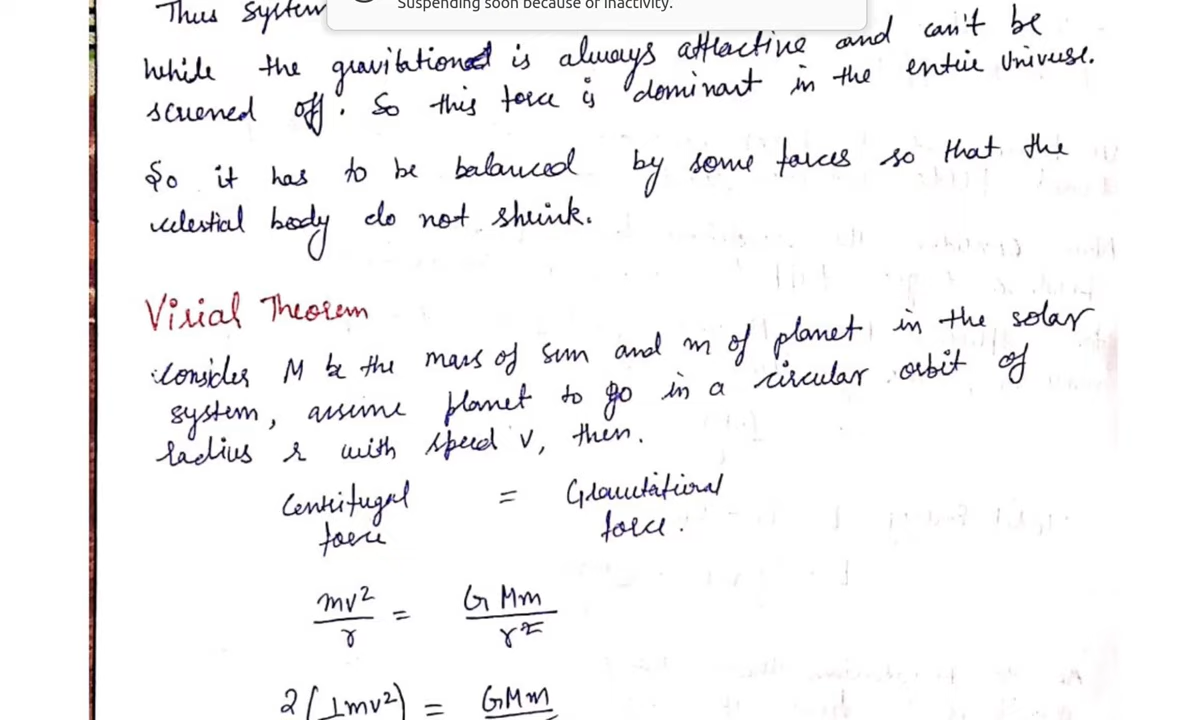 Suspending soon because of inactivity.
Thus system
while the gravitational is always attractive and can't be
screened off. So this force is dominant in the entire Universe.
So it has to be balanced by some forces so that the
celestial body do not shrink.
Virial Theorem
consider M be the mass of sun and m of planet in the solar
system, assume planet to go in a circular orbit of
radius r with speed v, then.
Centrifugal = Gravitational
force force.
mv²/r = GMm/r²
2(1mv²) = GMm